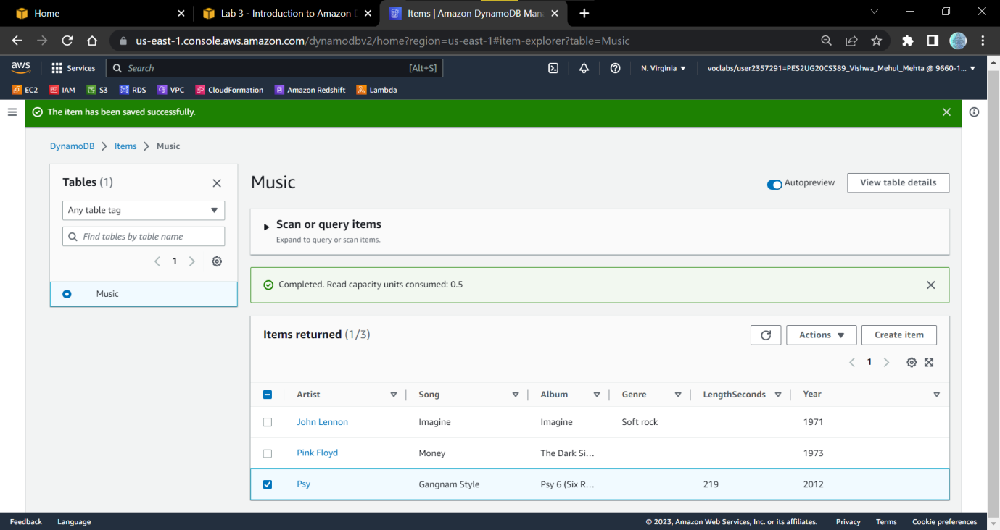 Home
Lab 3 - Introduction to Amazon D
Items | Amazon DynamoDB Mana
us-east-1.console.aws.amazon.com/dynamodbv2/home?region=us-east-1#item-explorer?table=Music
aws Services Search [Alt+S] N. Virginia voclabs/user2357291=PES2UG20CS389_Vishwa_Mehul_Mehta @ 9660-1...
EC2 IAM S3 RDS VPC CloudFormation Amazon Redshift Lambda
The item has been saved successfully.
DynamoDB > Items > Music
Tables (1)
Any table tag
Find tables by table name
1
Music
Music
Autopreview View table details
Scan or query items
Expand to query or scan items.
Completed. Read capacity units consumed: 0.5
Items returned (1/3)
Actions Create item
1
Artist Song Album Genre LengthSeconds Year
John Lennon Imagine Imagine Soft rock 1971
Pink Floyd Money The Dark Si... 1973
Psy Gangnam Style Psy 6 (Six R... 219 2012
Feedback Language © 2023, Amazon Web Services, Inc. or its affiliates. Privacy Terms Cookie preferences